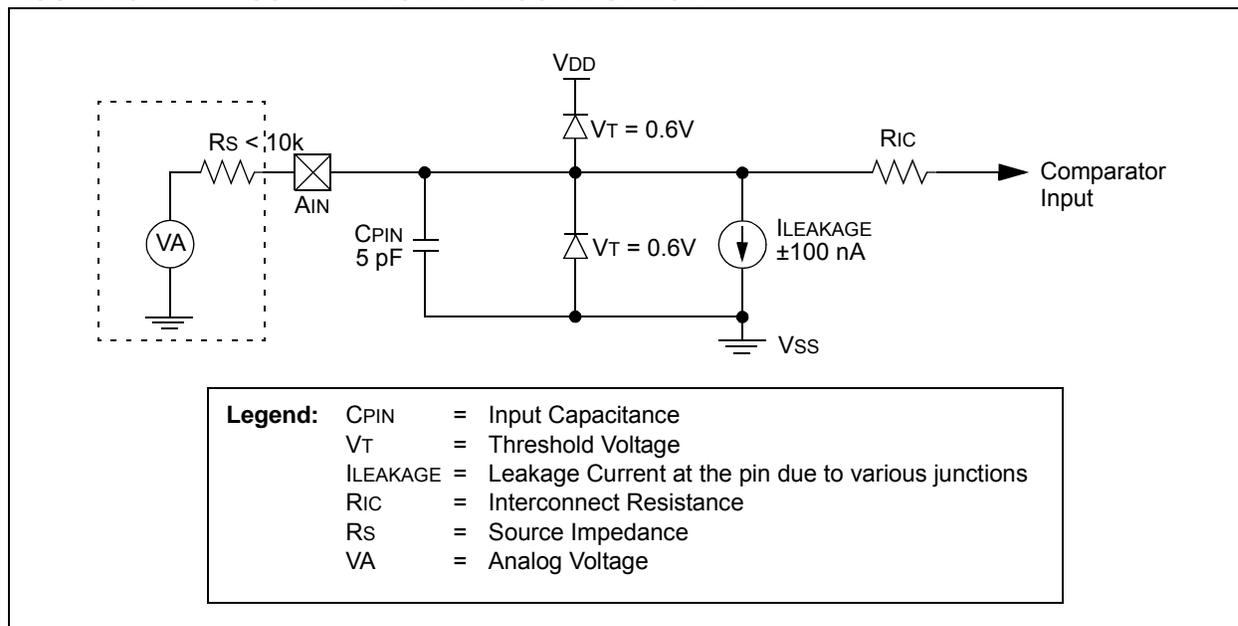 VDD
VT = 0.6V
RS < 10k
RIC
AIN
Comparator
Input
VA
CPIN
5 pF
VT = 0.6V
ILEAKAGE
±100 nA
VSS
Legend: CPIN = Input Capacitance
VT = Threshold Voltage
ILEAKAGE = Leakage Current at the pin due to various junctions
RIC = Interconnect Resistance
RS = Source Impedance
VA = Analog Voltage